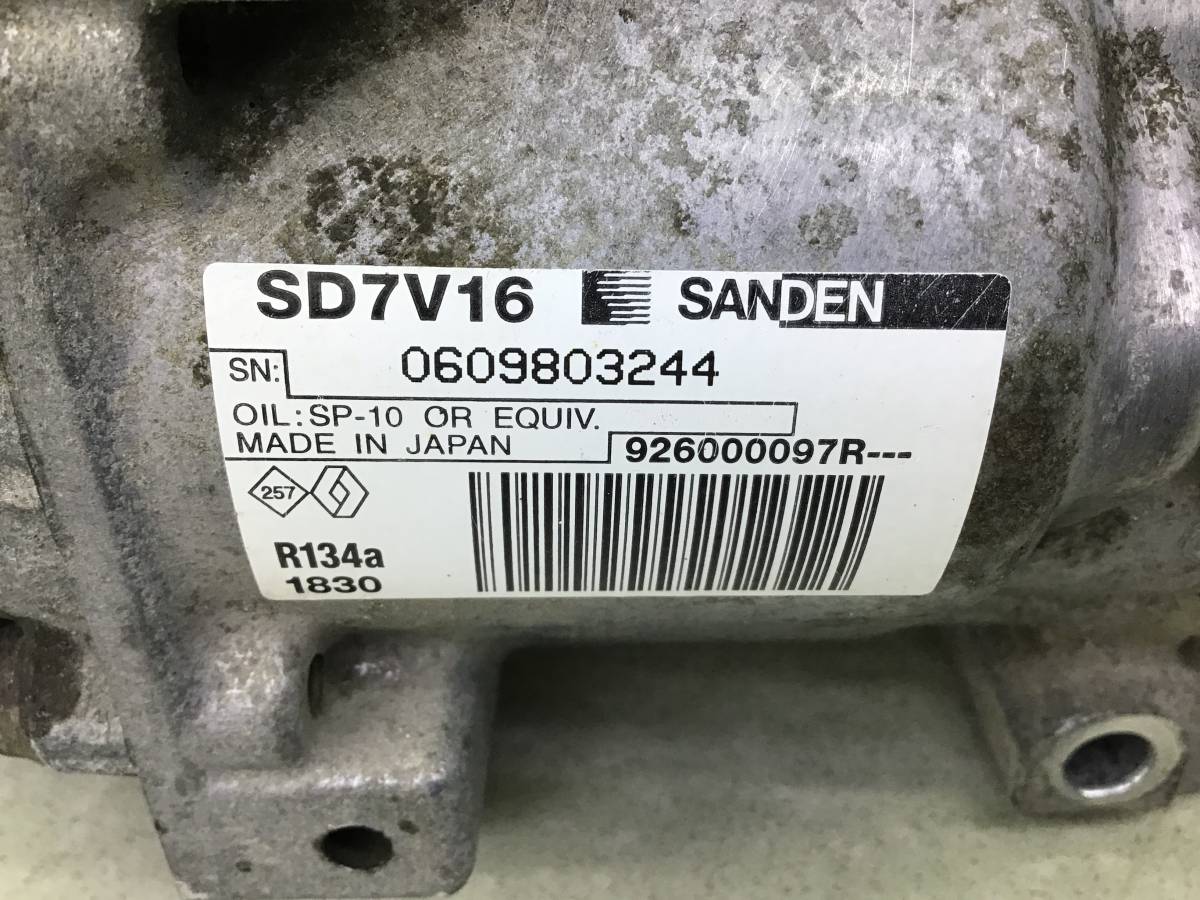 SD7V16 SANDEN
SN: 0609803244
OIL:SP-10 OR EQUIV.
MADE IN JAPAN 926000097R---
257
R134a
1830